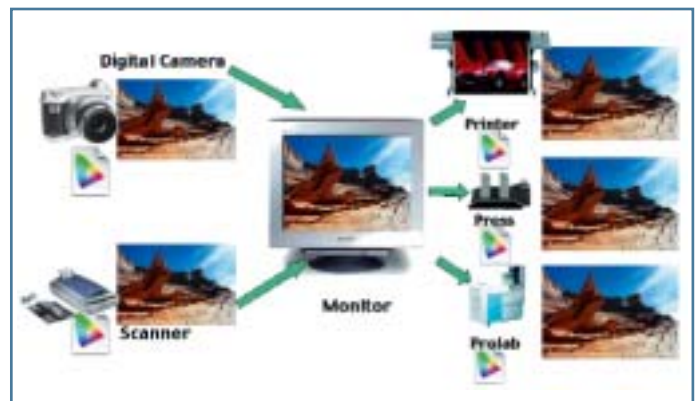 Digital Camera
Scanner
Monitor
Printer
Press
Prolab